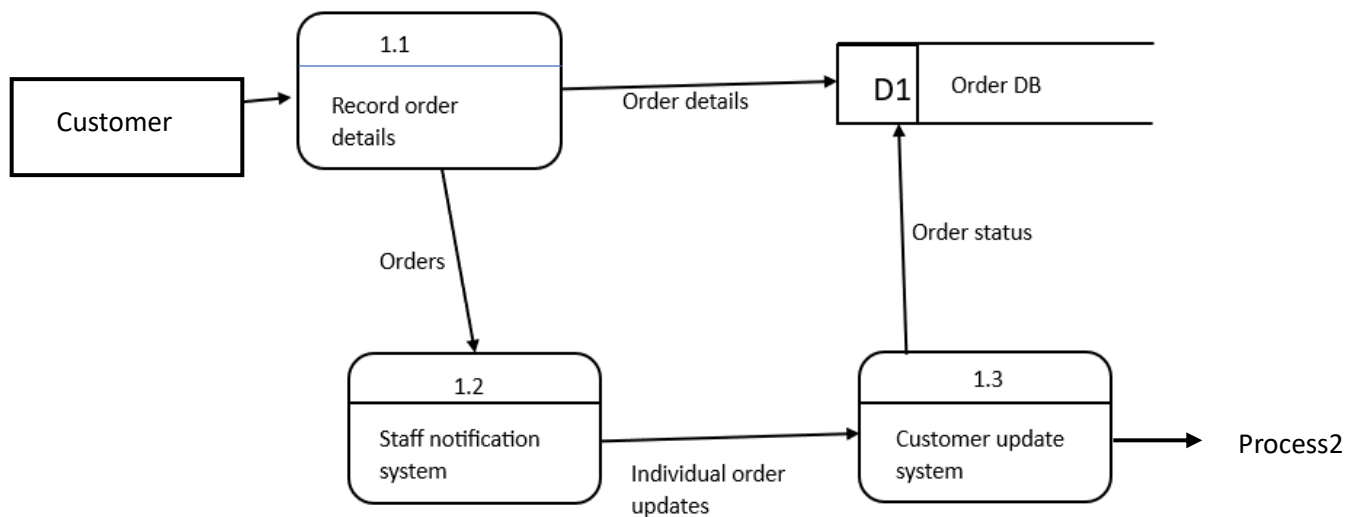 1.1
Customer
Record order
details
Order details
D1
Order DB
Orders
Order status
1.2
Staff notification
system
Individual order
updates
1.3
Customer update
system
Process2